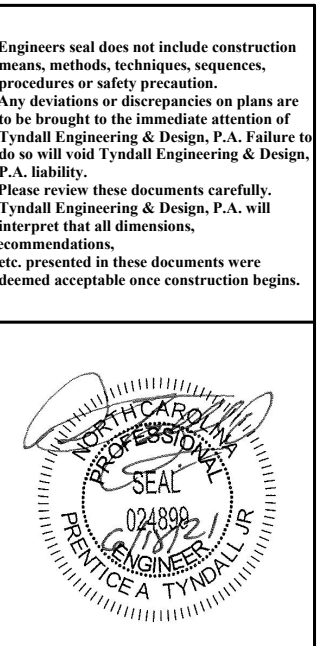 Engineers seal does not include construction
means, methods, techniques, sequences,
procedures or safety precaution.
Any deviations or discrepancies on plans are
to be brought to the immediate attention of
Tyndall Engineering & Design, P.A. Failure to
do so will void Tyndall Engineering & Design,
P.A. liability.
Please review these documents carefully.
Tyndall Engineering & Design, P.A. will
interpret that all dimensions,
ecommendations,
etc. presented in these documents were
deemed acceptable once construction begins.
NORTH CAROLINA
PROFESSIONAL
SEAL
024899
6/18/21
ENGINEER
PRENTICE A TYNDALL JR